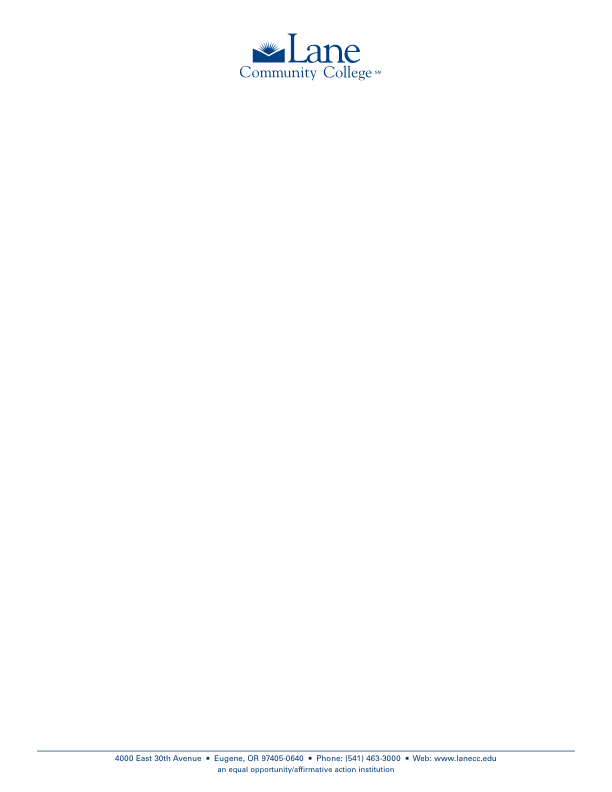 Lane
Community College SM
4000 East 30th Avenue ▪ Eugene, OR 97405-0640 ▪ Phone: (541) 463-3000 ▪ Web: www.lanecc.edu
an equal opportunity/affirmative action institution